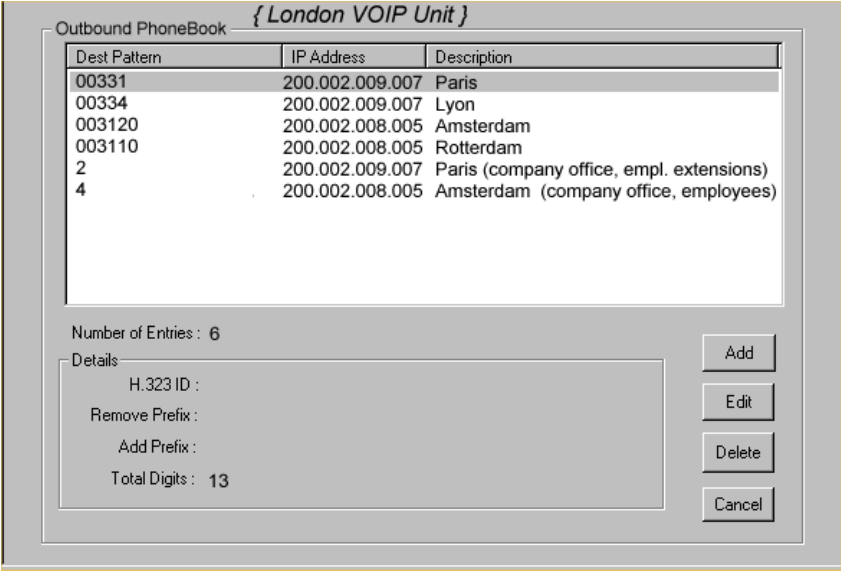 { London VOIP Unit }
Outbound PhoneBook
Dest Pattern IP Address Description
00331 200.002.009.007 Paris
00334 200.002.009.007 Lyon
003120 200.002.008.005 Amsterdam
003110 200.002.008.005 Rotterdam
2 200.002.009.007 Paris (company office, empl. extensions)
4 200.002.008.005 Amsterdam (company office, employees)
Number of Entries : 6
Details
H.323 ID :
Remove Prefix :
Add Prefix :
Total Digits : 13
Add
Edit
Delete
Cancel